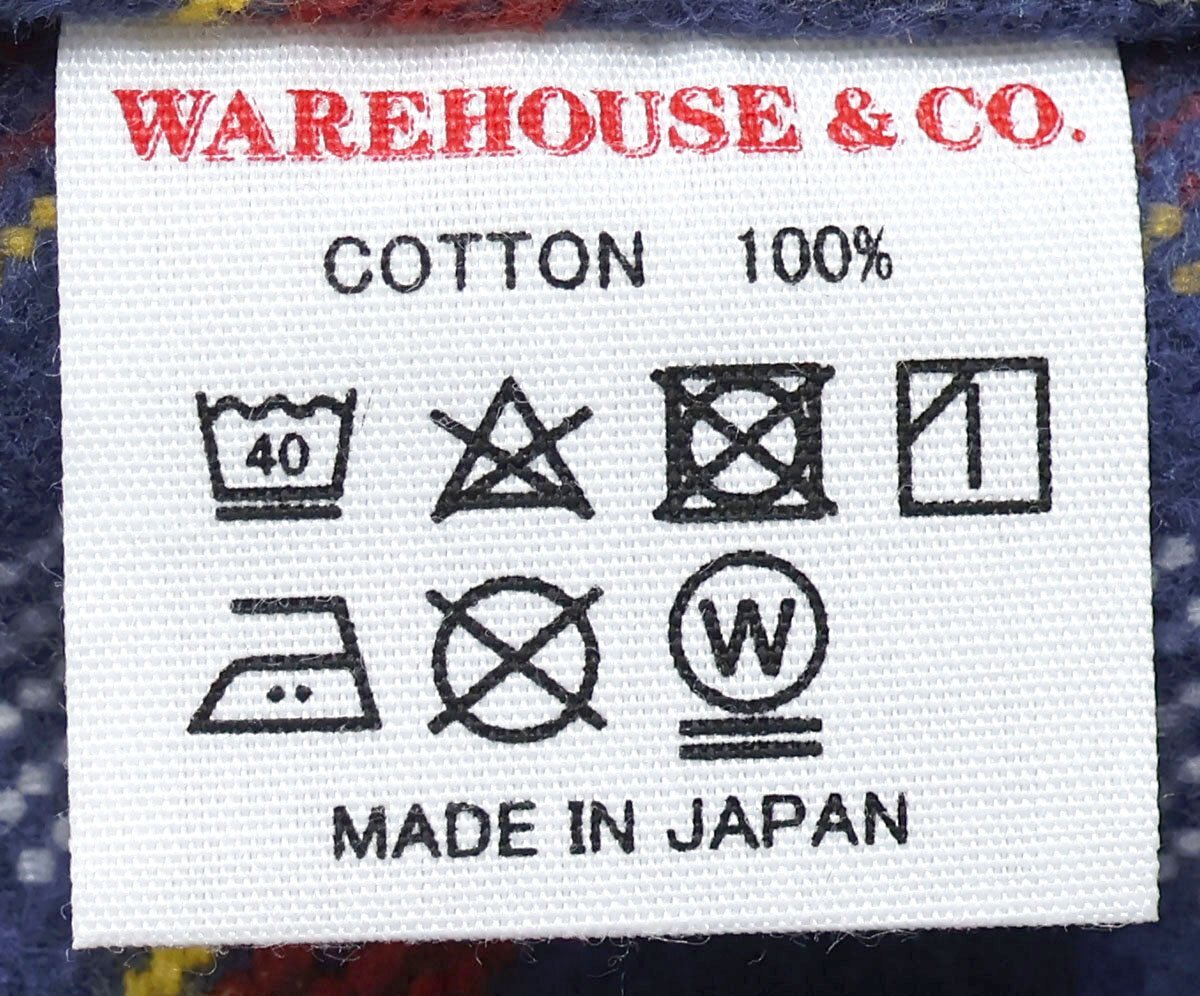 WAREHOUSE & CO.
COTTON 100%
40
W
MADE IN JAPAN